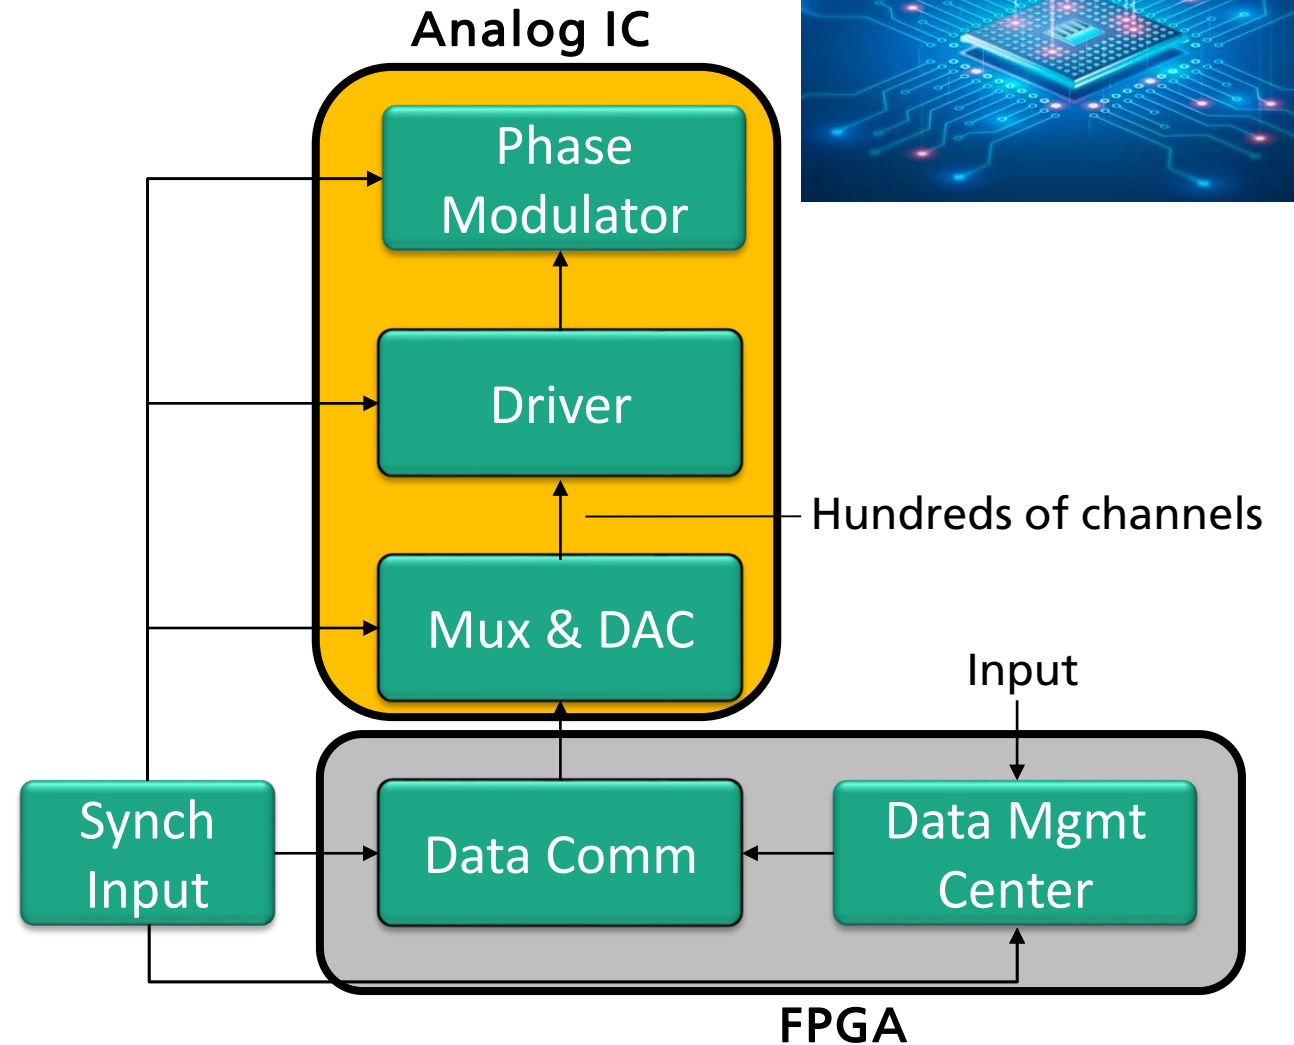 Analog IC
Phase
Modulator
Driver
Hundreds of channels
Mux & DAC
Input
Synch
Input
Data Comm
Data Mgmt
Center
FPGA